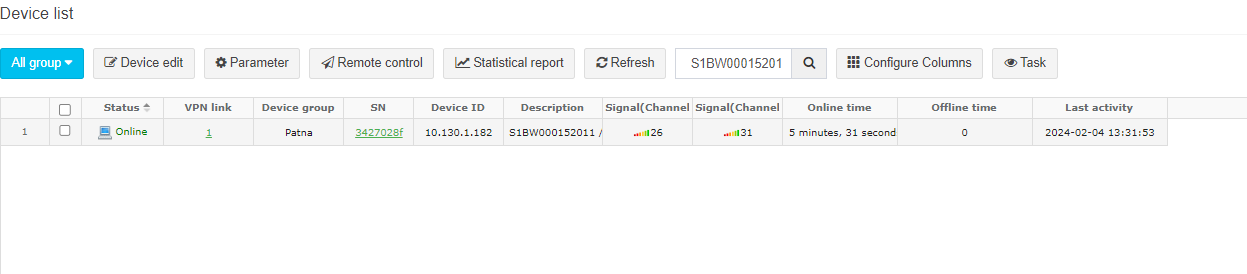 Device list
All group Device edit Parameter Remote control Statistical report Refresh S1BW00015201 Configure Columns Task
Status VPN link Device group SN Device ID Description Signal(Channel Signal(Channel Online time Offline time Last activity
1 Online 1 Patna 3427028f 10.130.1.182 S1BW000152011 / 26 31 5 minutes, 31 seconds 0 2024-02-04 13:31:53